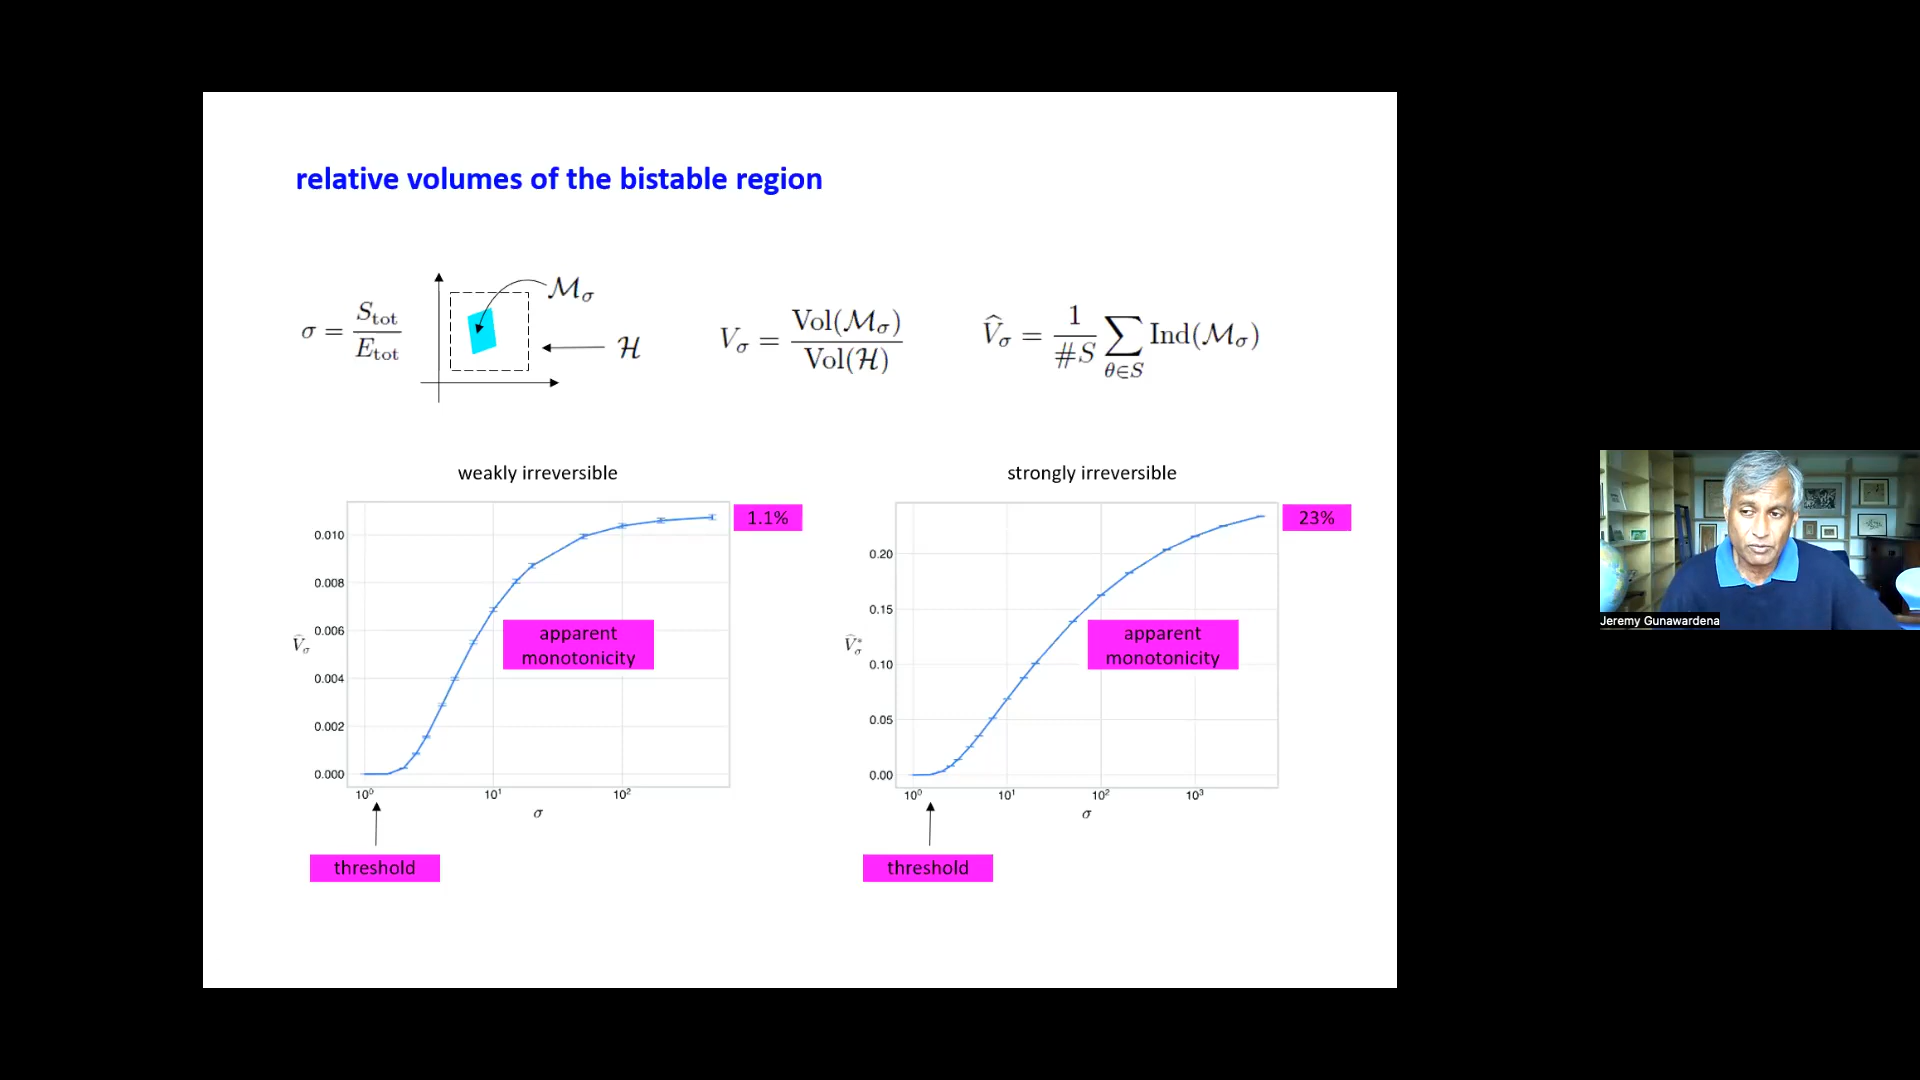 relative volumes of the bistable region
σ = S_tot / E_tot
ℳ_σ
ℋ
V_σ = Vol(ℳ_σ) / Vol(ℋ)
V̂_σ = 1/#S ∑_{θ∈S} Ind(ℳ_σ)
weakly irreversible
0.010
0.008
0.006
0.004
0.002
0.000
V̂_σ
10⁰
10¹
10²
σ
1.1%
apparent
monotonicity
threshold
strongly irreversible
0.20
0.15
0.10
0.05
0.00
V̂*_σ
10⁰
10¹
10²
10³
σ
23%
apparent
monotonicity
threshold
Jeremy Gunawardena